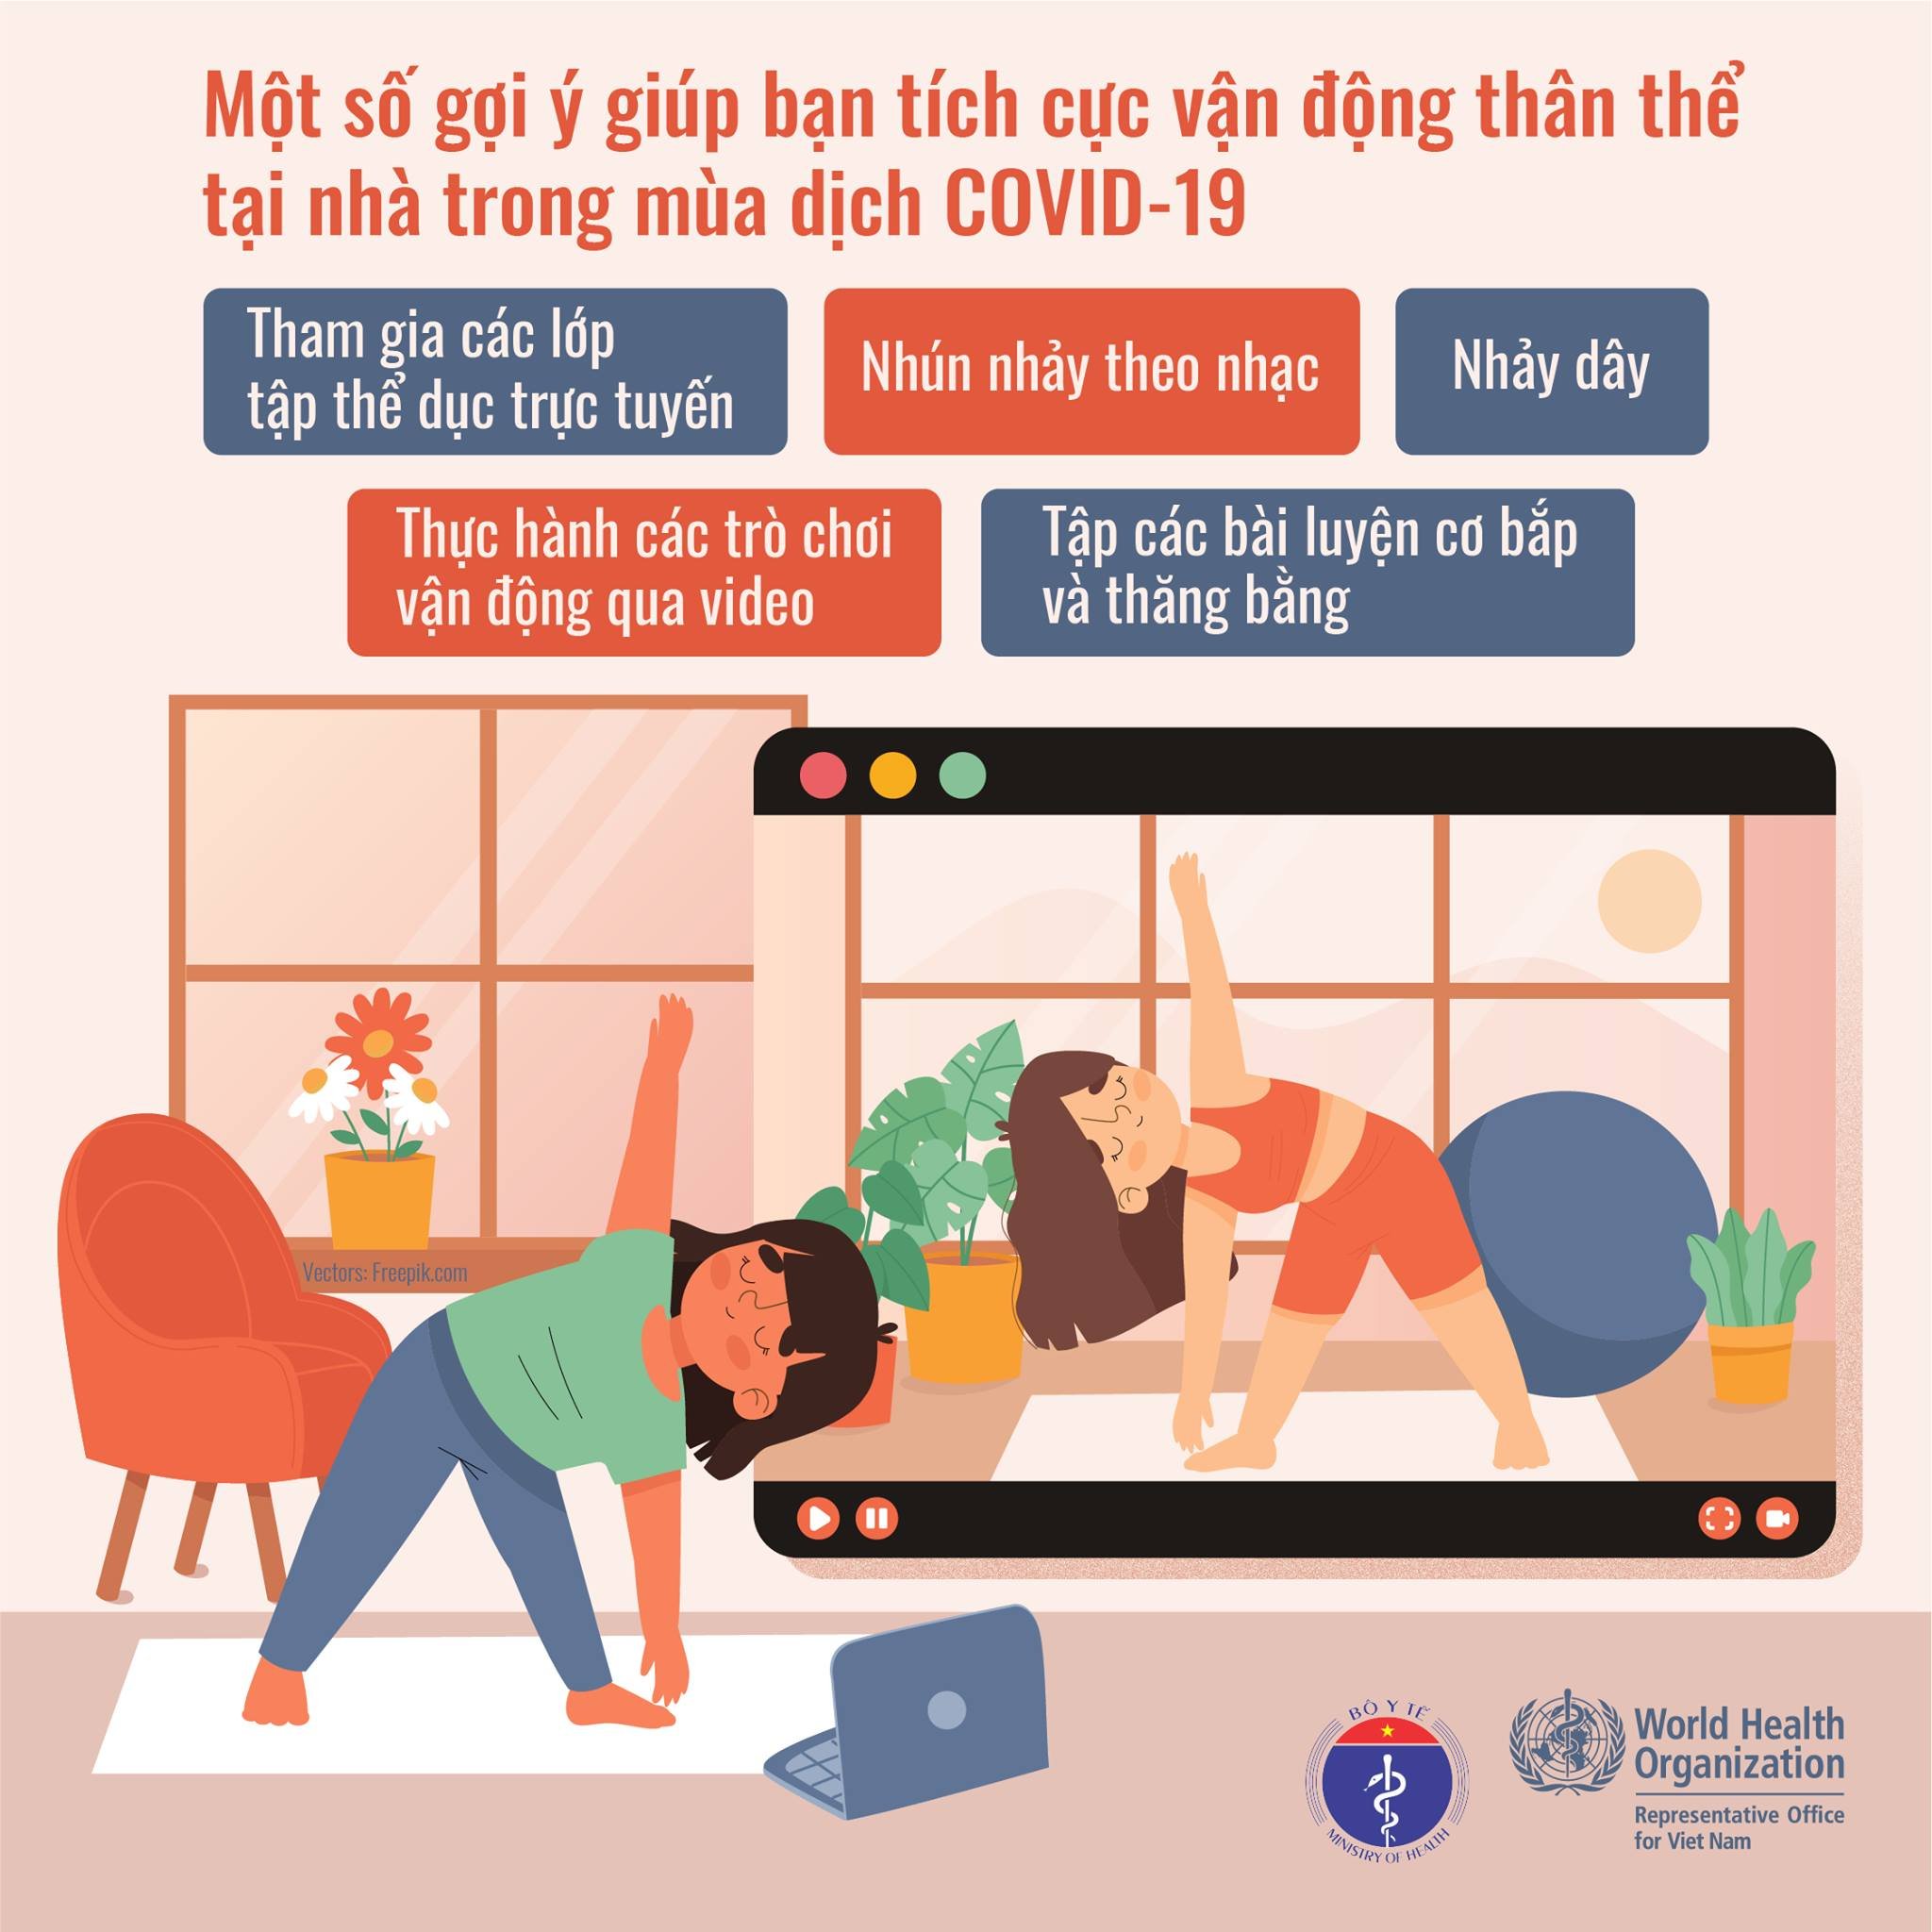 Một số gợi ý giúp bạn tích cực vận động thân thể
tại nhà trong mùa dịch COVID-19
Tham gia các lớp
tập thể dục trực tuyến
Nhún nhảy theo nhạc
Nhảy dây
Thực hành các trò chơi
vận động qua video
Tập các bài luyện cơ bắp
và thăng bằng
Vectors: Freepik.com
BỘ Y TẾ
MINISTRY OF HEALTH
World Health
Organization
Representative Office
for Viet Nam